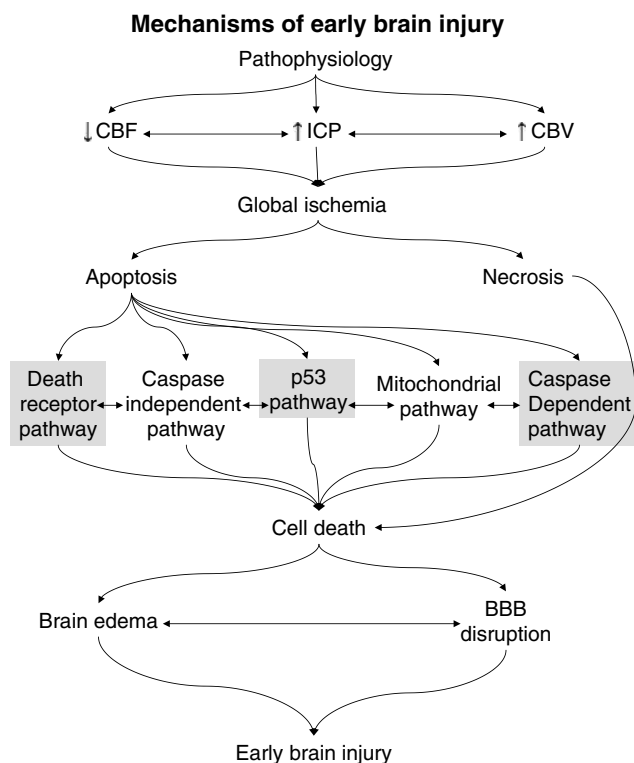 Mechanisms of early brain injury
Pathophysiology
↓ CBF
↑ ICP
↑ CBV
Global ischemia
Apoptosis
Necrosis
Death
receptor
pathway
Caspase
independent
pathway
p53
pathway
Mitochondrial
pathway
Caspase
Dependent
pathway
Cell death
Brain edema
BBB
disruption
Early brain injury